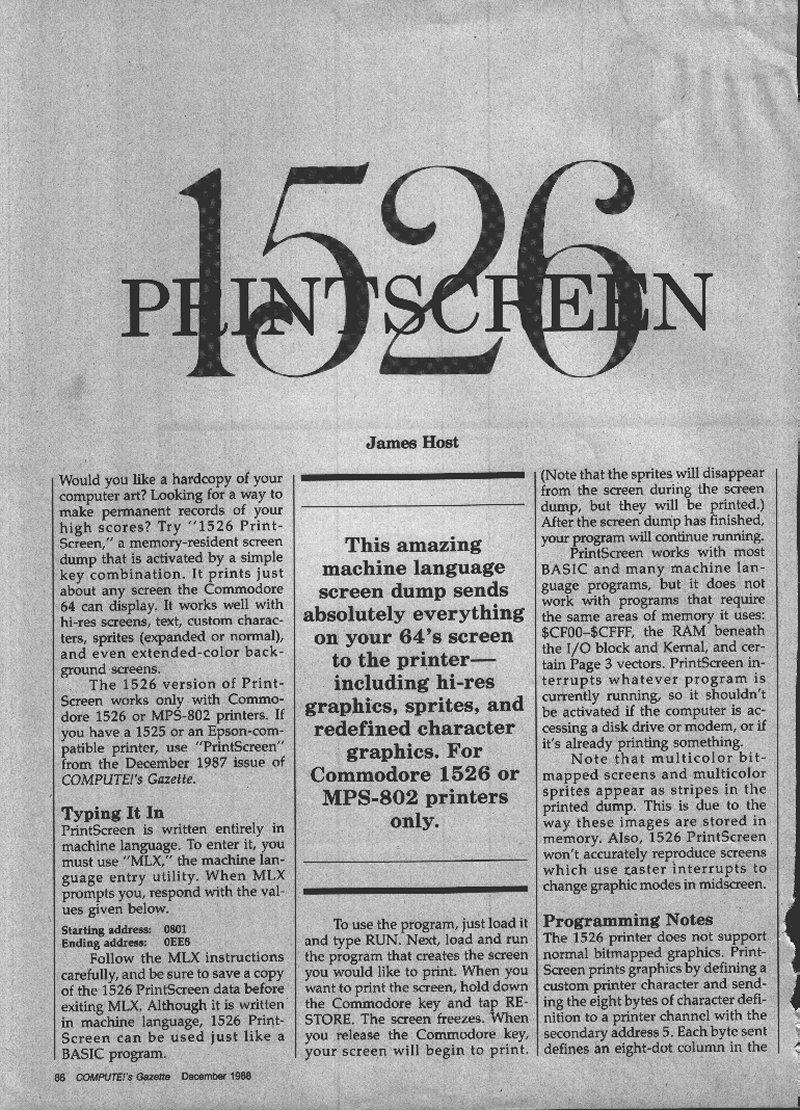 1526
PRINTSCREEN
James Host
Would you like a hardcopy of your
computer art? Looking for a way to
make permanent records of your
high scores? Try "1526 Print-
Screen," a memory-resident screen
dump that is activated by a simple
key combination. It prints just
about any screen the Commodore
64 can display. It works well with
hi-res screens, text, custom charac-
ters, sprites (expanded or normal),
and even extended-color back-
ground screens.
The 1526 version of Print-
Screen works only with Commo-
dore 1526 or MPS-802 printers. If
you have a 1525 or an Epson-com-
patible printer, use "PrintScreen"
from the December 1987 issue of
COMPUTE!'s Gazette.
Typing It In
PrintScreen is written entirely in
machine language. To enter it, you
must use "MLX," the machine lan-
guage entry utility. When MLX
prompts you, respond with the val-
ues given below.
Starting address: 0801
Ending address: 0EE8
Follow the MLX instructions
carefully, and be sure to save a copy
of the 1526 PrintScreen data before
exiting MLX. Although it is written
in machine language, 1526 Print-
Screen can be used just like a
BASIC program.
This amazing
machine language
screen dump sends
absolutely everything
on your 64's screen
to the printer—
including hi-res
graphics, sprites, and
redefined character
graphics. For
Commodore 1526 or
MPS-802 printers
only.
To use the program, just load it
and type RUN. Next, load and run
the program that creates the screen
you would like to print. When you
want to print the screen, hold down
the Commodore key and tap RE-
STORE. The screen freezes. When
you release the Commodore key,
your screen will begin to print.
(Note that the sprites will disappear
from the screen during the screen
dump, but they will be printed.)
After the screen dump has finished,
your program will continue running.
PrintScreen works with most
BASIC and many machine lan-
guage programs, but it does not
work with programs that require
the same areas of memory it uses:
$CF00–$CFFF, the RAM beneath
the I/O block and Kernal, and cer-
tain Page 3 vectors. PrintScreen in-
terrupts whatever program is
currently running, so it shouldn't
be activated if the computer is ac-
cessing a disk drive or modem, or if
it's already printing something.
Note that multicolor bit-
mapped screens and multicolor
sprites appear as stripes in the
printed dump. This is due to the
way these images are stored in
memory. Also, 1526 PrintScreen
won't accurately reproduce screens
which use raster interrupts to
change graphic modes in midscreen.
Programming Notes
The 1526 printer does not support
normal bitmapped graphics. Print-
Screen prints graphics by defining a
custom printer character and send-
ing the eight bytes of character defi-
nition to a printer channel with the
secondary address 5. Each byte sent
defines an eight-dot column in the
86 COMPUTE!'s Gazette December 1988